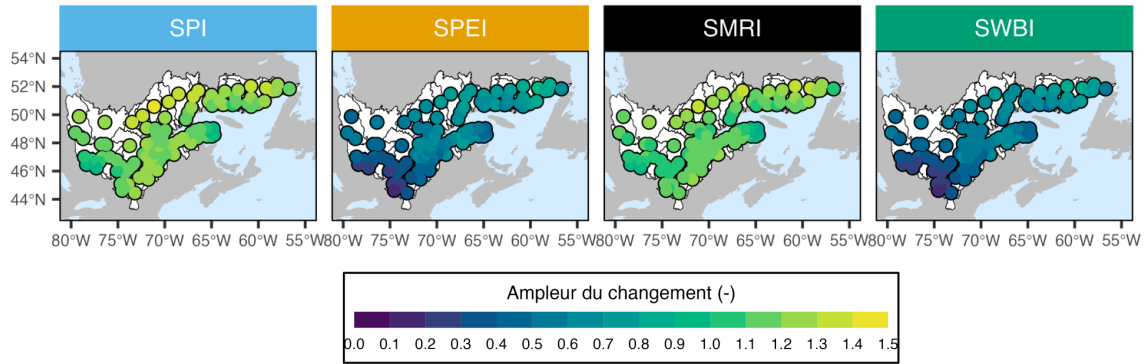 SPI SPEI SMRI SWBI
54°N
52°N
50°N
48°N
46°N
44°N
80°W 75°W 70°W 65°W 60°W 55°W 80°W 75°W 70°W 65°W 60°W 55°W 80°W 75°W 70°W 65°W 60°W 55°W 80°W 75°W 70°W 65°W 60°W 55°W
Ampleur du changement (-)
0.0 0.1 0.2 0.3 0.4 0.5 0.6 0.7 0.8 0.9 1.0 1.1 1.2 1.3 1.4 1.5